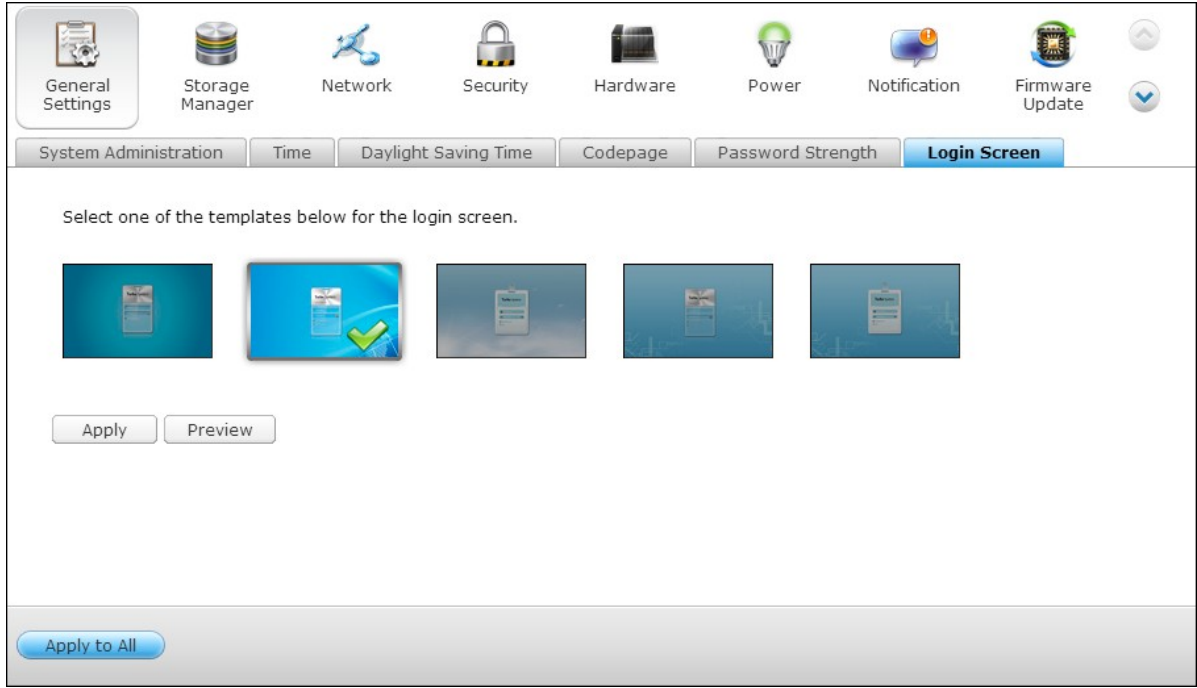 General Settings
Storage Manager
Network
Security
Hardware
Power
Notification
Firmware Update
System Administration
Time
Daylight Saving Time
Codepage
Password Strength
Login Screen
Select one of the templates below for the login screen.
Apply
Preview
Apply to All